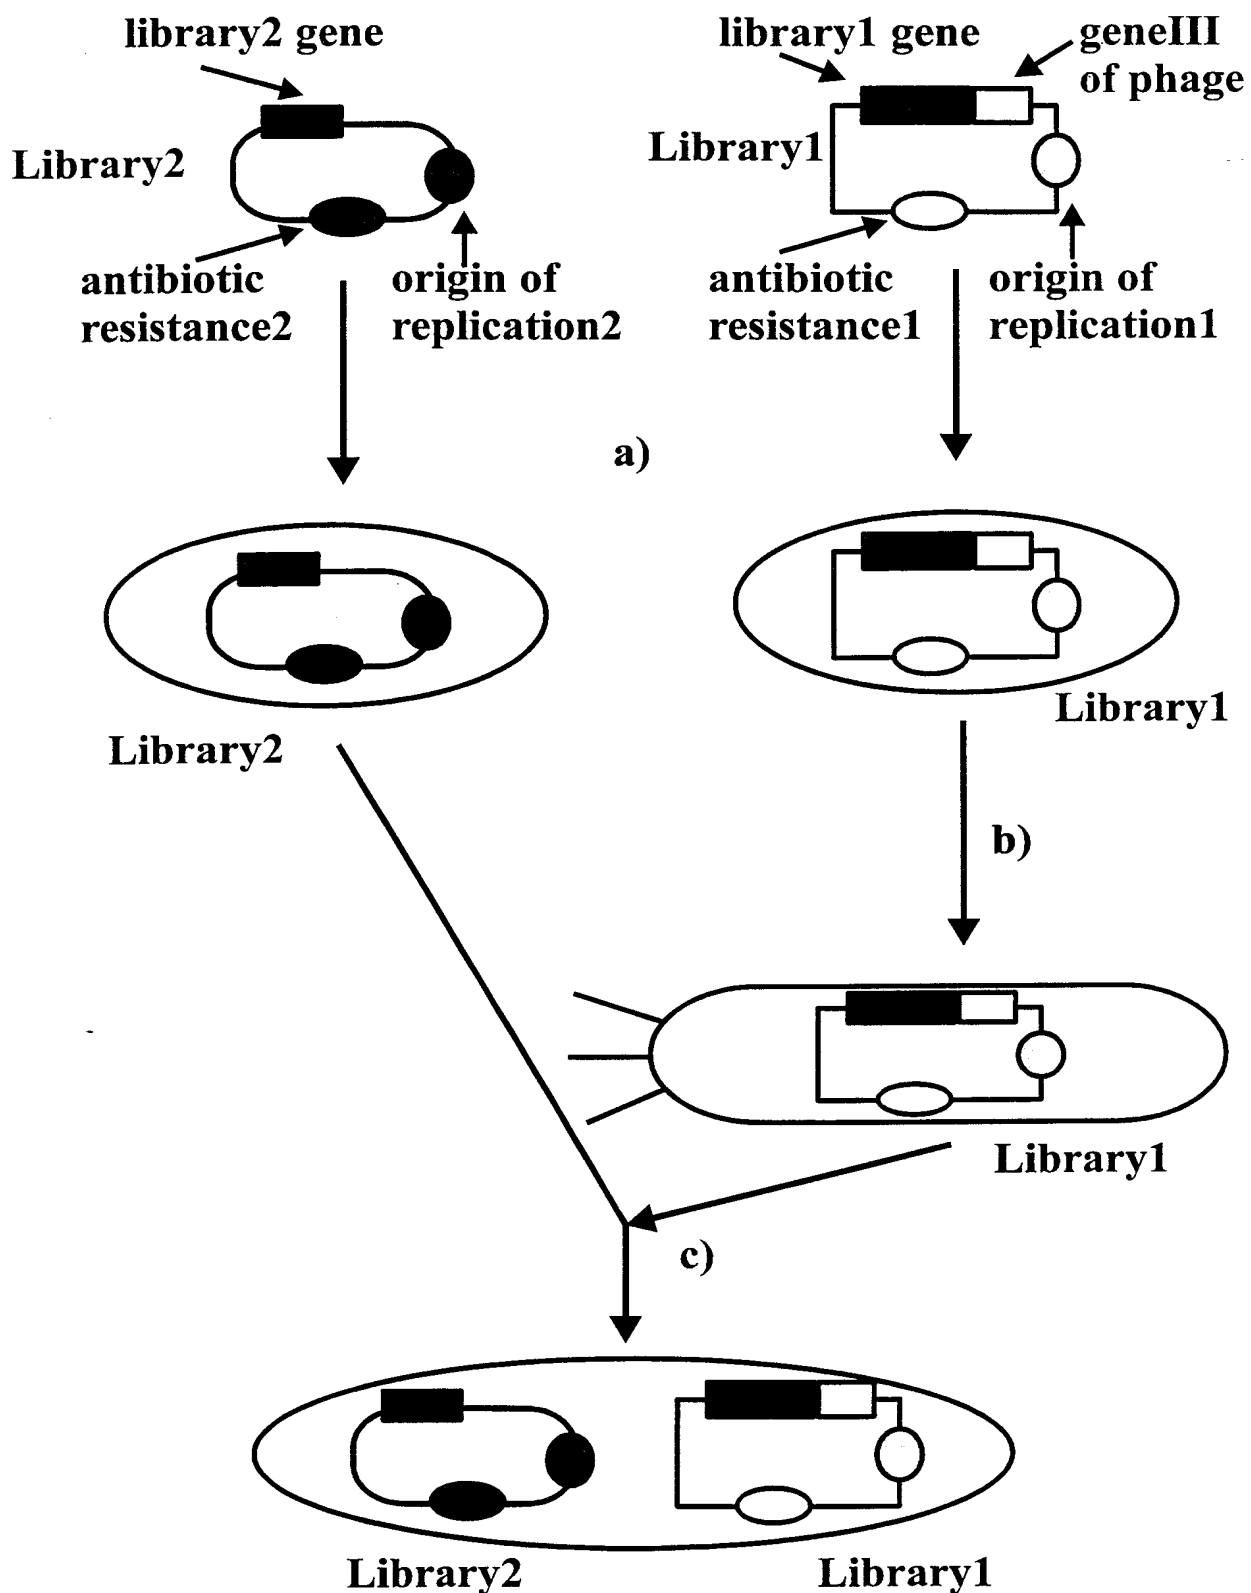 library2 gene
library1 gene
geneIII
of phage
Library2
Library1
antibiotic
resistance2
origin of
replication2
antibiotic
resistance1
origin of
replication1
a)
Library2
Library1
b)
Library1
c)
Library2
Library1